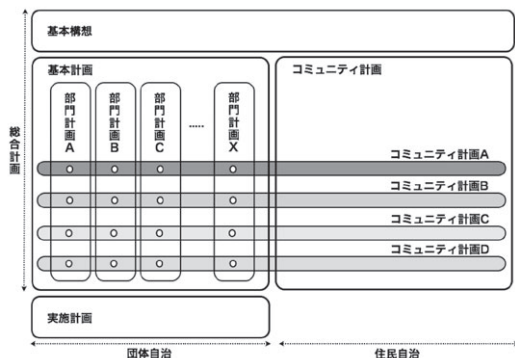 基本構想
総合計画
基本計画
コミュニティ計画
部門計画A
部門計画B
部門計画C
.....
部門計画X
コミュニティ計画A
コミュニティ計画B
コミュニティ計画C
コミュニティ計画D
実施計画
団体自治
住民自治